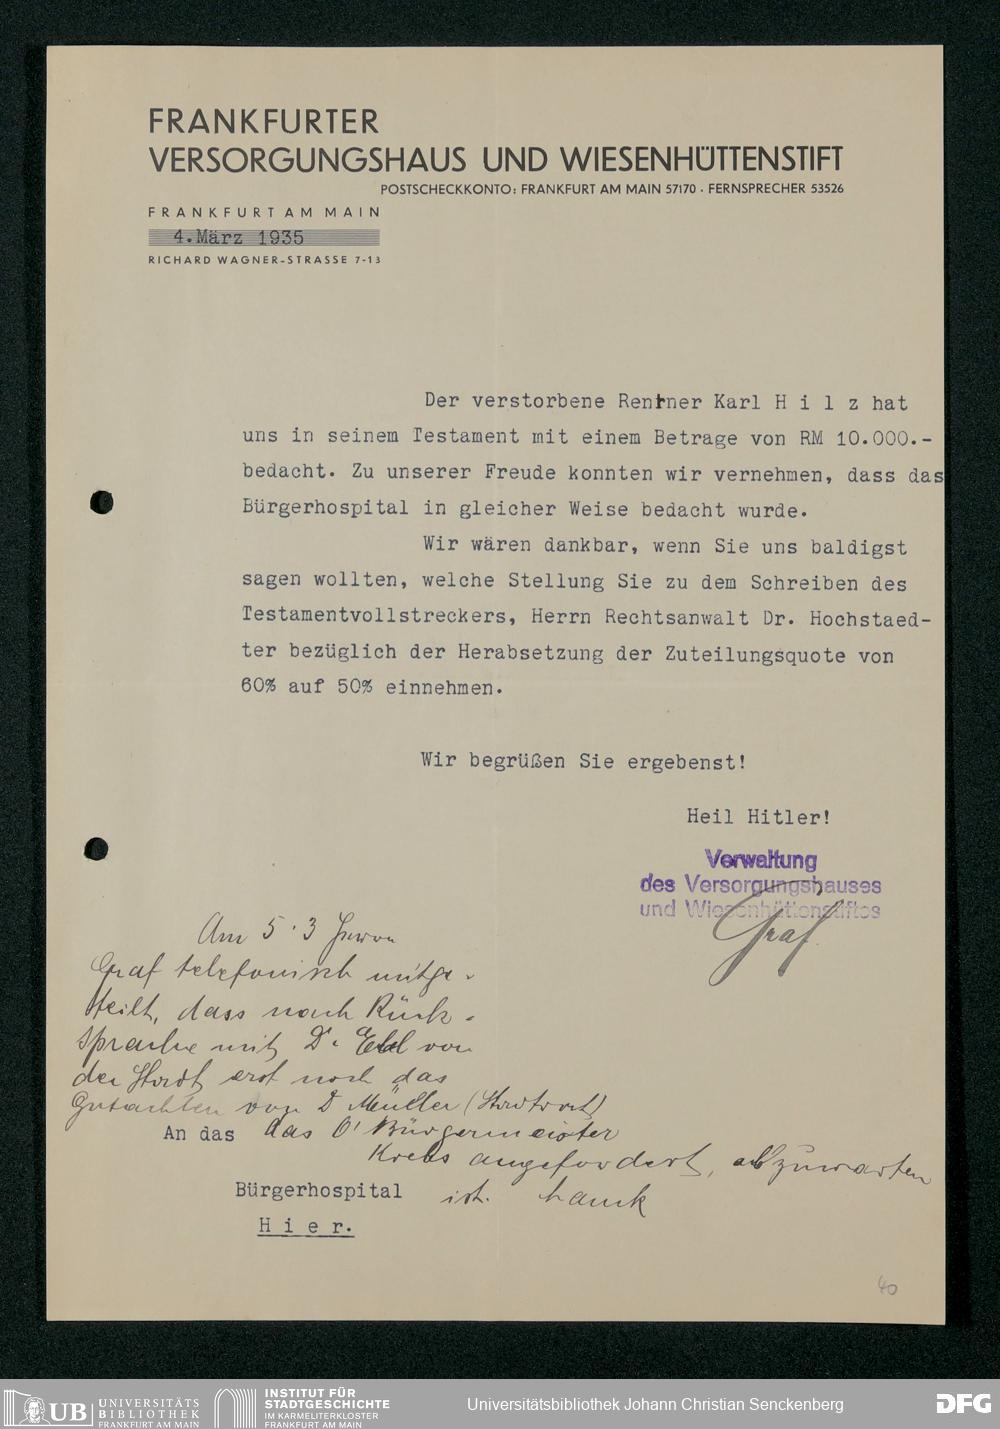 FRANKFURTER
VERSORGUNGSHAUS UND WIESENHÜTTENSTIFT
POSTSCHECKKONTO: FRANKFURT AM MAIN 57170 · FERNSPRECHER 53526
FRANKFURT AM MAIN
4.März 1935
RICHARD WAGNER-STRASSE 7-13
Der verstorbene Rentner Karl H i l z hat
uns in seinem Testament mit einem Betrage von RM 10.000.-
bedacht. Zu unserer Freude konnten wir vernehmen, dass das
Bürgerhospital in gleicher Weise bedacht wurde.
Wir wären dankbar, wenn Sie uns baldigst
sagen wollten, welche Stellung Sie zu dem Schreiben des
Testamentvollstreckers, Herrn Rechtsanwalt Dr. Hochstaed-
ter bezüglich der Herabsetzung der Zuteilungsquote von
60% auf 50% einnehmen.
Wir begrüßen Sie ergebenst!
Heil Hitler!
Verwaltung
des Versorgungshauses
und Wiesenhüttenstiftes
Graf
Am 5.3 Herrn
Graf telefonisch mitge-
teilt, dass nach Rück-
sprache mit Dr. von
der Stadt erst noch das
Gutachten von D Müller (Stadtrat)
das O' Bürgermeister
Krebs angefordert, abzuwarten
ist.
An das
Bürgerhospital
H i e r.
40
UB UNIVERSITÄTS
BIBLIOTHEK
FRANKFURT AM MAIN
INSTITUT FÜR
STADTGESCHICHTE
IM KARMELITERKLOSTER
FRANKFURT AM MAIN
Universitätsbibliothek Johann Christian Senckenberg
DFG